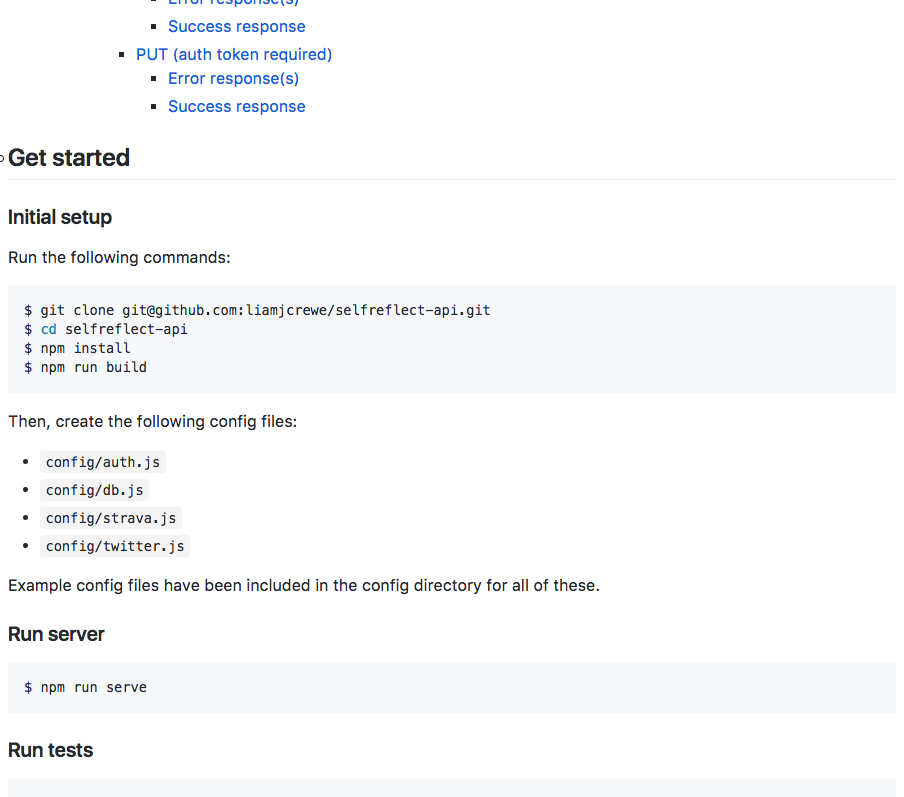 Error response(s)
Success response
PUT (auth token required)
Error response(s)
Success response
Get started
Initial setup
Run the following commands:
$ git clone git@github.com:liamjcrewe/selfreflect-api.git
$ cd selfreflect-api
$ npm install
$ npm run build
Then, create the following config files:
config/auth.js
config/db.js
config/strava.js
config/twitter.js
Example config files have been included in the config directory for all of these.
Run server
$ npm run serve
Run tests